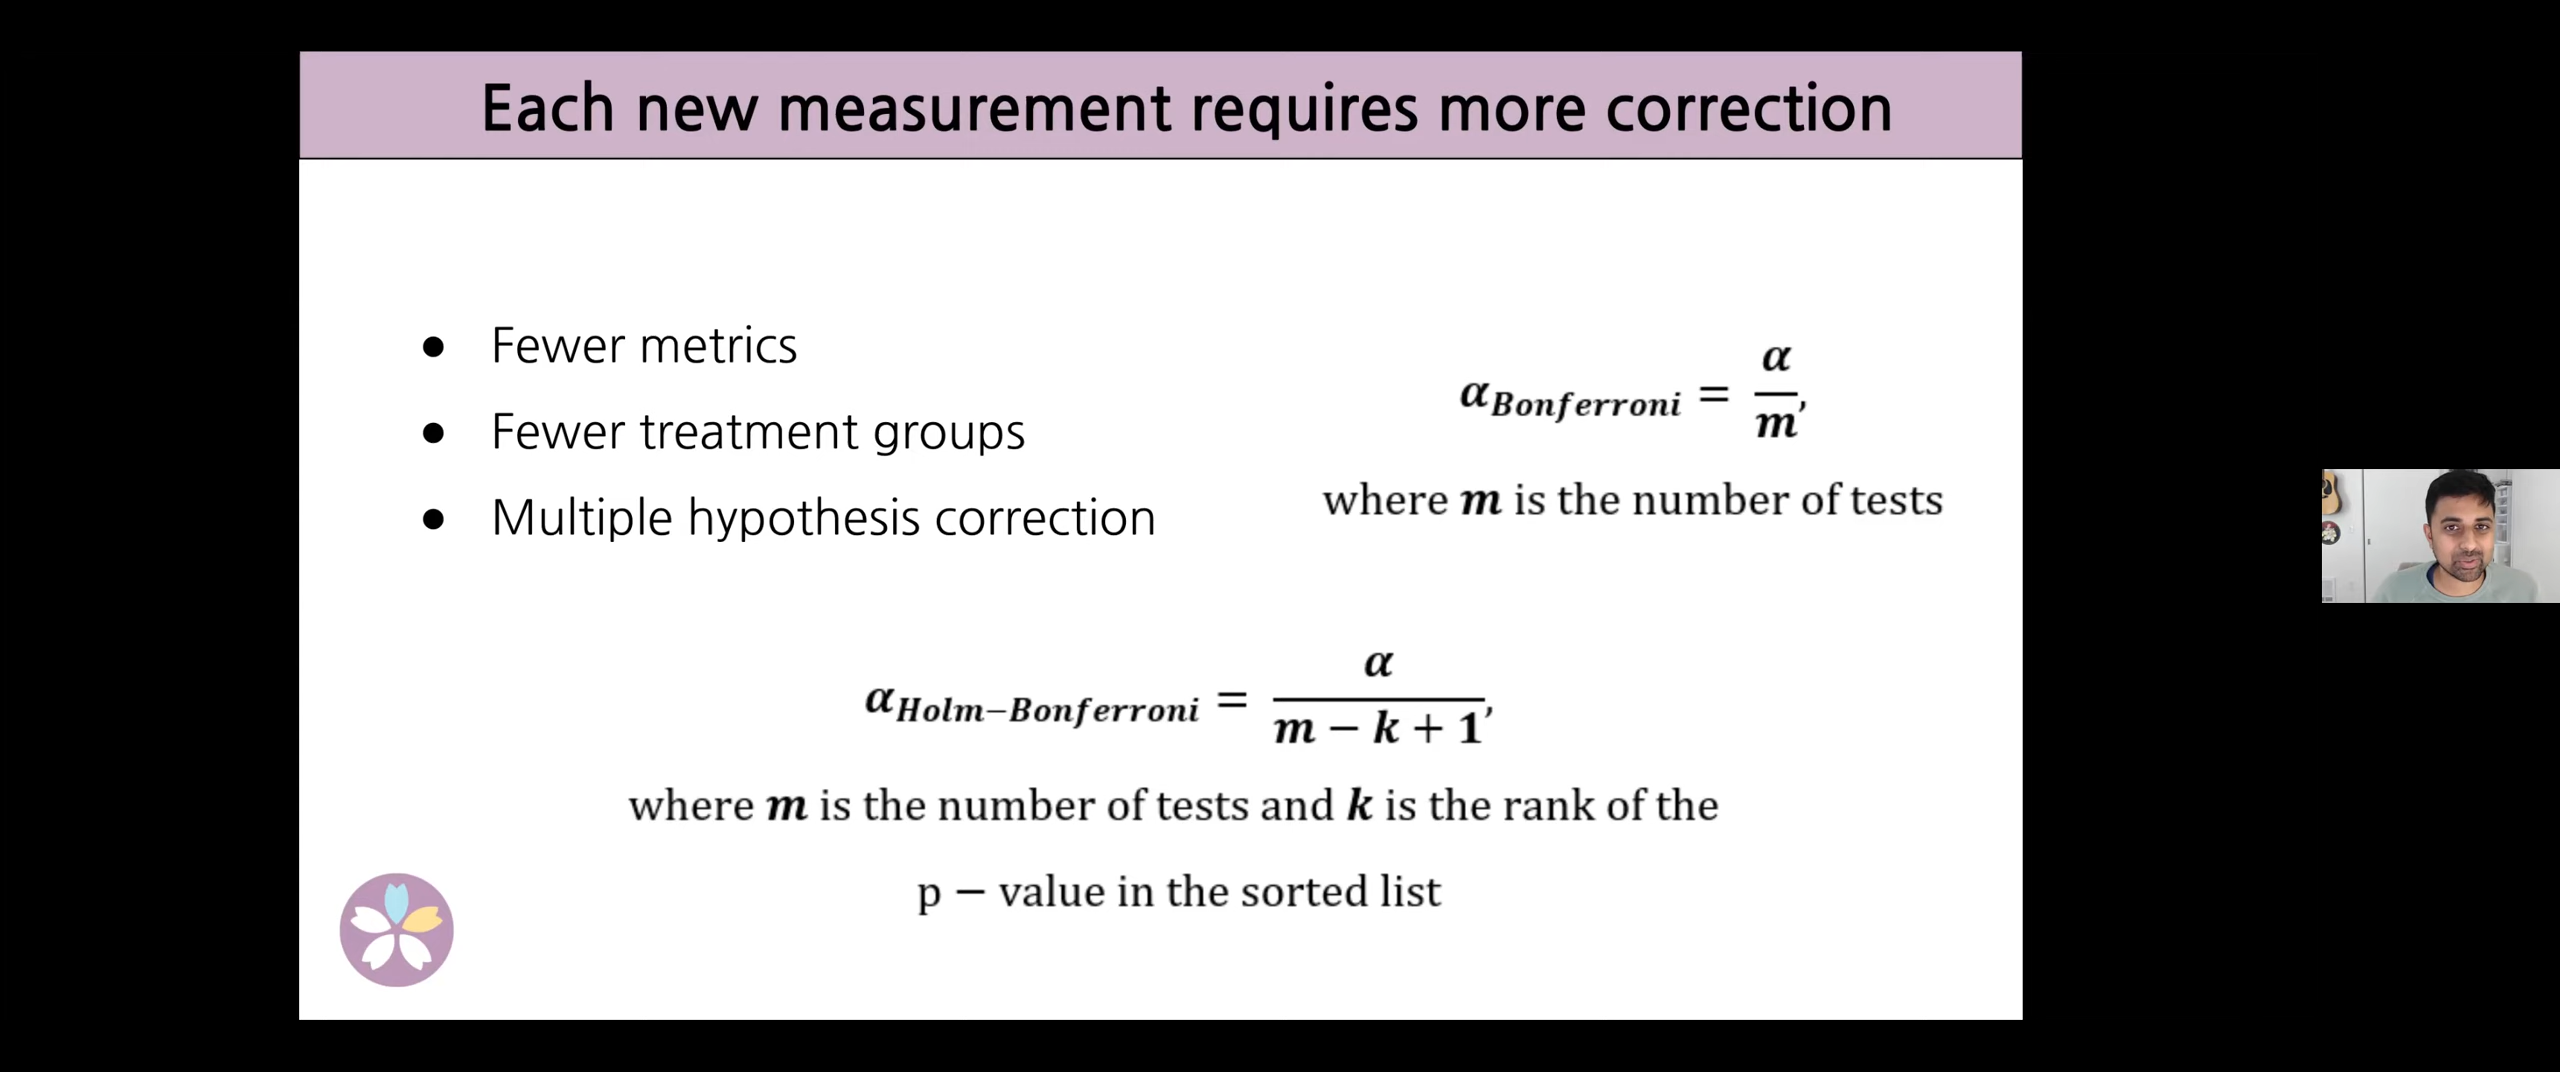 Each new measurement requires more correction
● Fewer metrics
● Fewer treatment groups
● Multiple hypothesis correction
α_Bonferroni = α/m,
where m is the number of tests
α_Holm−Bonferroni = α/(m − k + 1),
where m is the number of tests and k is the rank of the
p − value in the sorted list